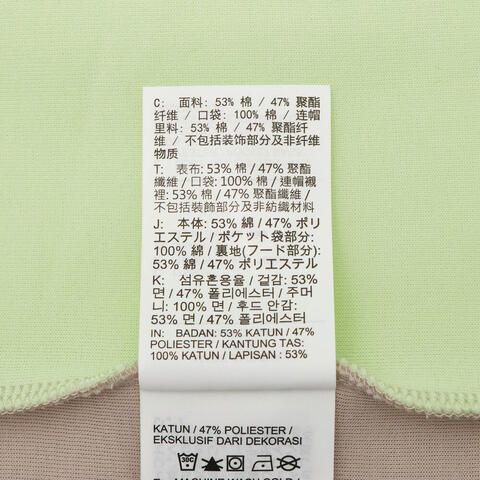 C: 面料: 53% 棉 / 47% 聚酯
纤维 / 口袋: 100% 棉 / 连帽
里料: 53% 棉 / 47% 聚酯纤
维 / 不包括装饰部分及非纤维
物质
T: 表布: 53% 棉 / 47% 聚酯
纖維 / 口袋:100% 棉 / 連帽襯
裡: 53% 棉 / 47% 聚酯纖維 /
不包括裝飾部分及非紡織材料
J: 本体: 53% 綿 / 47% ポリ
エステル / ポケット袋部分:
100% 綿 / 裏地(フード部分):
53% 綿 / 47% ポリエステル
K: 섬유혼용율 / 겉감: 53%
면 / 47% 폴리에스터 / 주머
니: 100% 면 / 후드 안감:
53% 면 / 47% 폴리에스터
IN: BADAN: 53% KATUN / 47%
POLIESTER / KANTUNG TAS:
100% KATUN / LAPISAN : 53%
KATUN / 47% POLIESTER /
EKSKLUSIF DARI DEKORASI
30C